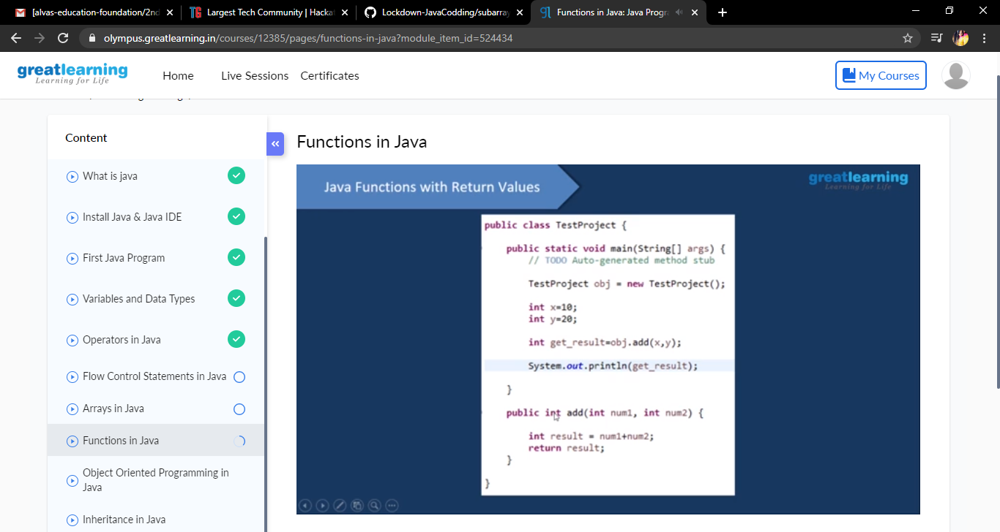 [alvas-education-foundation/2nd
Largest Tech Community | Hackat
Lockdown-JavaCodding/subarray
Functions in Java: Java Progra
olympus.greatlearning.in/courses/12385/pages/functions-in-java?module_item_id=524434
greatlearning
Learning for Life
Home
Live Sessions
Certificates
My Courses
Content
What is java
Install Java & Java IDE
First Java Program
Variables and Data Types
Operators in Java
Flow Control Statements in Java
Arrays in Java
Functions in Java
Object Oriented Programming in
Java
Inheritance in Java
Functions in Java
Java Functions with Return Values
greatlearning
Learning for Life
public class TestProject {
public static void main(String[] args) {
// TODO Auto-generated method stub
TestProject obj = new TestProject();
int x=10;
int y=20;
int get_result=obj.add(x,y);
System.out.println(get_result);
}
public int add(int num1, int num2) {
int result = num1+num2;
return result;
}
}